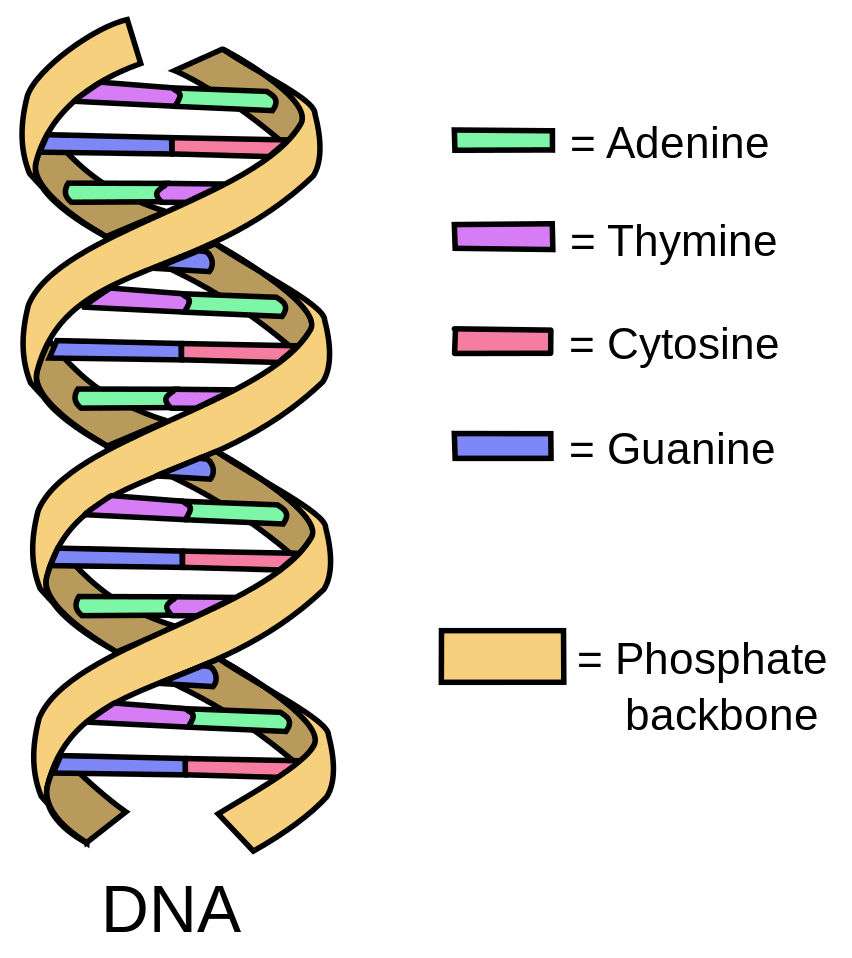 = Adenine
= Thymine
= Cytosine
= Guanine
= Phosphate
backbone
DNA